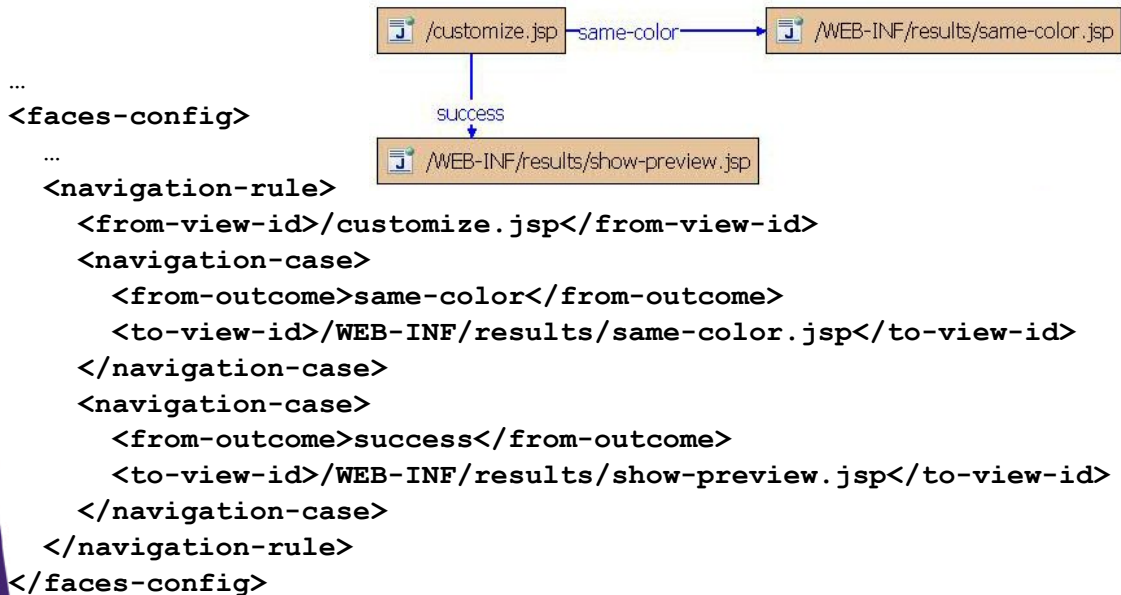 /customize.jsp same-color /WEB-INF/results/same-color.jsp
…
<faces-config>
success
…
/WEB-INF/results/show-preview.jsp
<navigation-rule>
<from-view-id>/customize.jsp</from-view-id>
<navigation-case>
<from-outcome>same-color</from-outcome>
<to-view-id>/WEB-INF/results/same-color.jsp</to-view-id>
</navigation-case>
<navigation-case>
<from-outcome>success</from-outcome>
<to-view-id>/WEB-INF/results/show-preview.jsp</to-view-id>
</navigation-case>
</navigation-rule>
</faces-config>